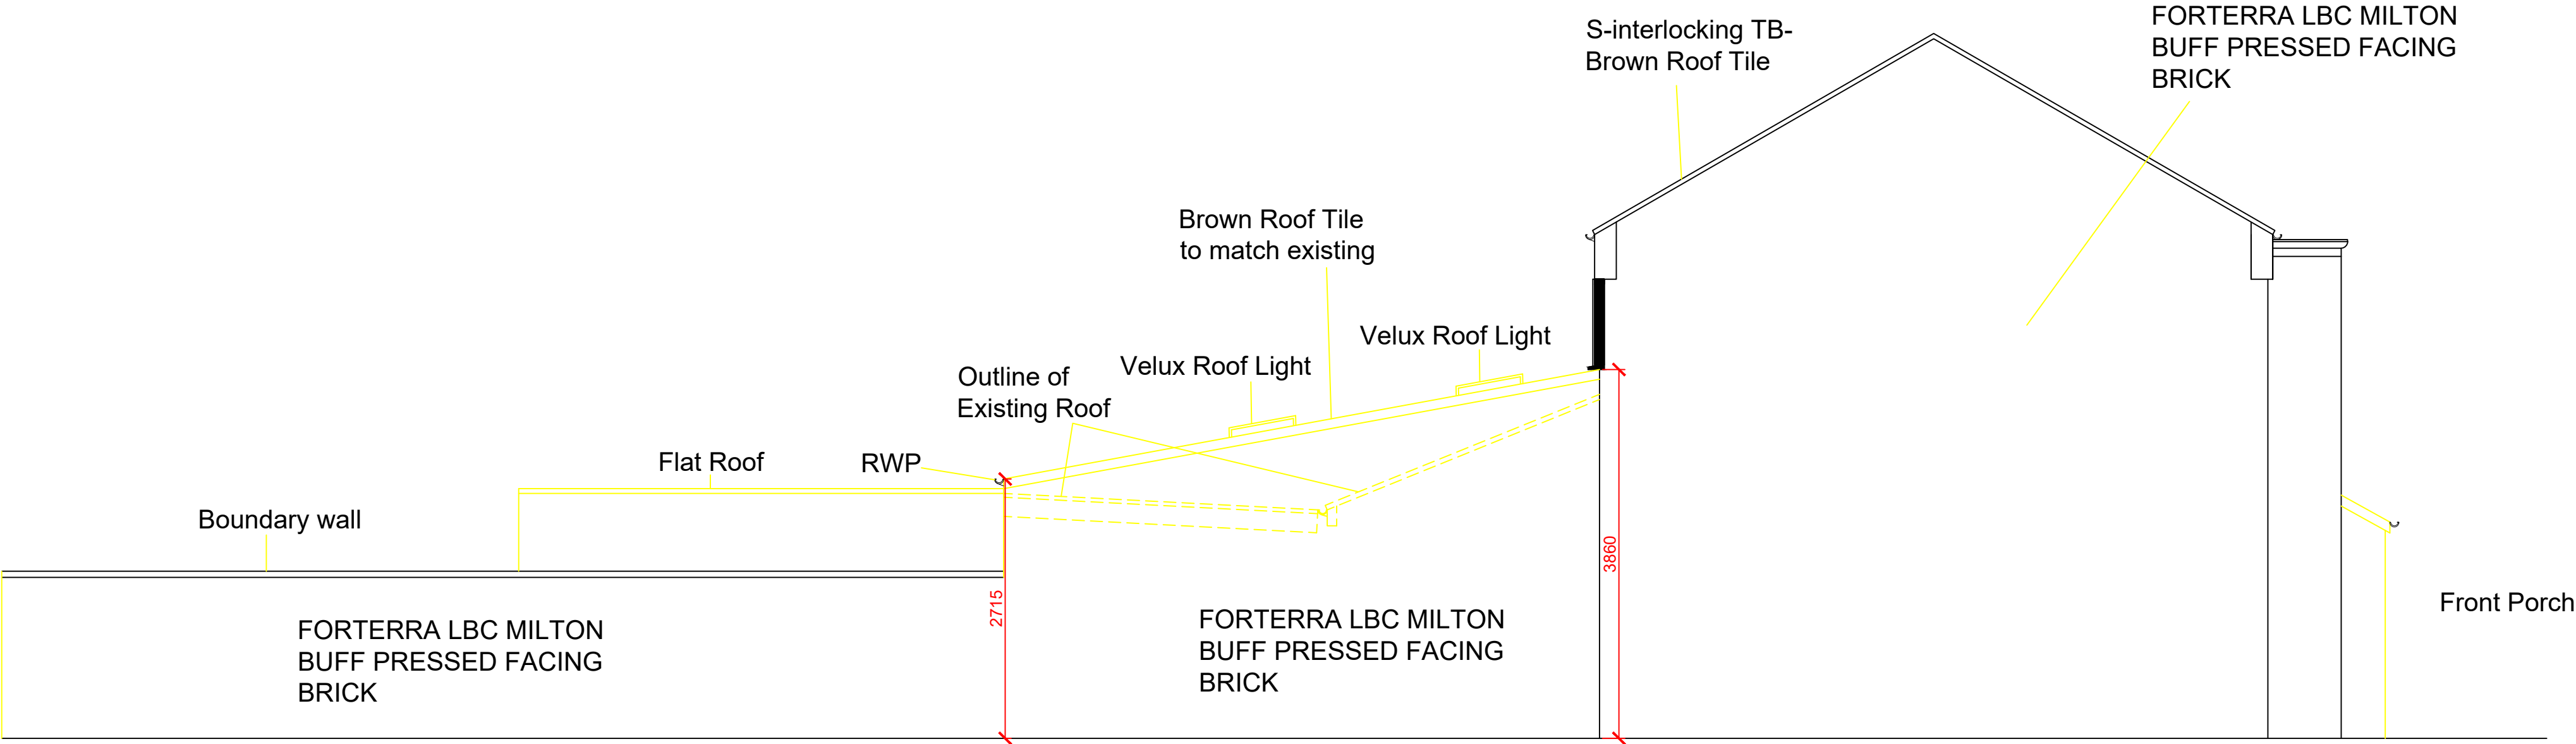 S-interlocking TB-
Brown Roof Tile
FORTERRA LBC MILTON
BUFF PRESSED FACING
BRICK
Brown Roof Tile
to match existing
Velux Roof Light
Velux Roof Light
Outline of
Existing Roof
Flat Roof
RWP
Boundary wall
3860
2715
Front Porch
FORTERRA LBC MILTON
BUFF PRESSED FACING
BRICK
FORTERRA LBC MILTON
BUFF PRESSED FACING
BRICK